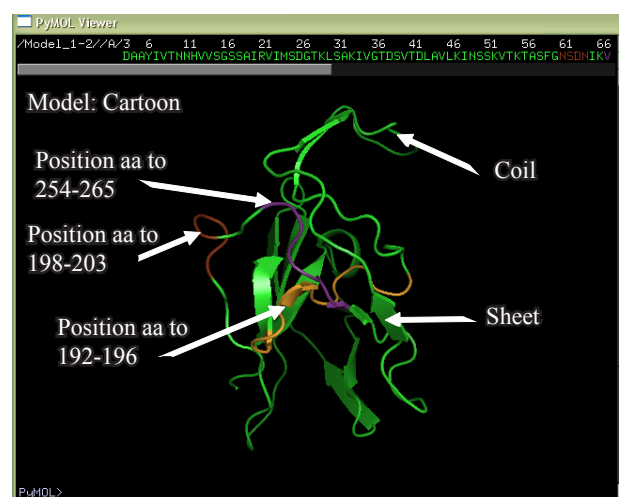 PyMOL Viewer
/Model_1-2//A/3 6 11 16 21 26 31 36 41 46 51 56 61 66
DAAYIVTNNHVVSGSSAIRVIMSDGTKLSAKIVGTDSVTDLAVLKINSSKVTKTASFGNSDNIKV
Model: Cartoon
Position aa to
254-265
Coil
Position aa to
198-203
Sheet
Position aa to
192-196
PyMOL>